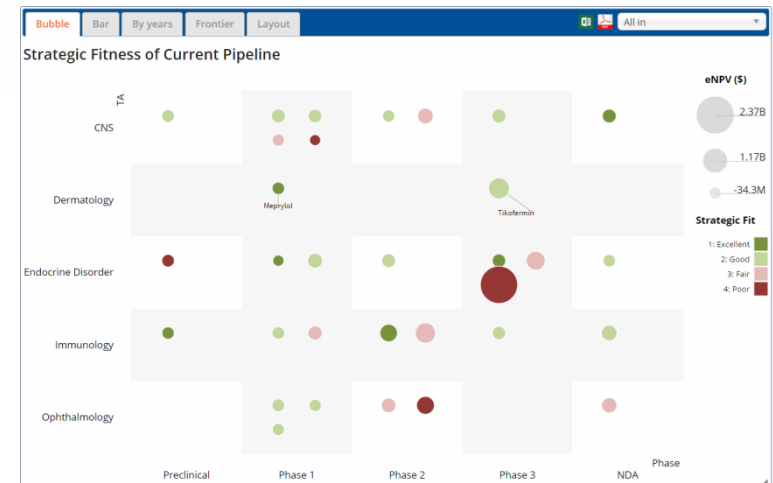 Bubble
Bar
By years
Frontier
Layout
All in
Strategic Fitness of Current Pipeline
TA
CNS
Dermatology
Endocrine Disorder
Immunology
Ophthalmology
Meprylol
Tikofermin
Preclinical
Phase 1
Phase 2
Phase 3
NDA
Phase
eNPV ($)
2.37B
1.17B
-34.3M
Strategic Fit
1: Excellent
2: Good
3: Fair
4: Poor